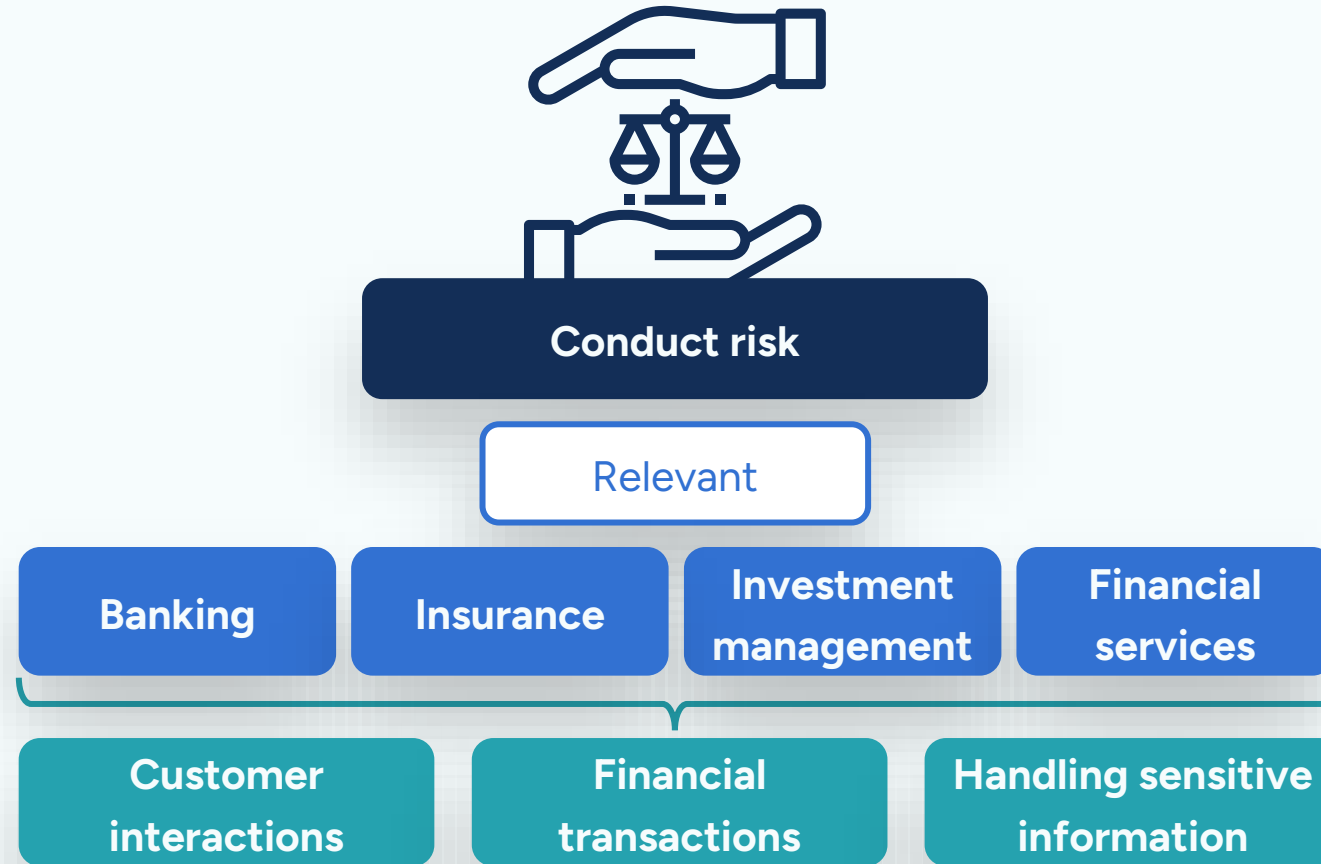 Conduct risk
Relevant
Banking
Insurance
Investment
management
Financial
services
Customer
interactions
Financial
transactions
Handling sensitive
information